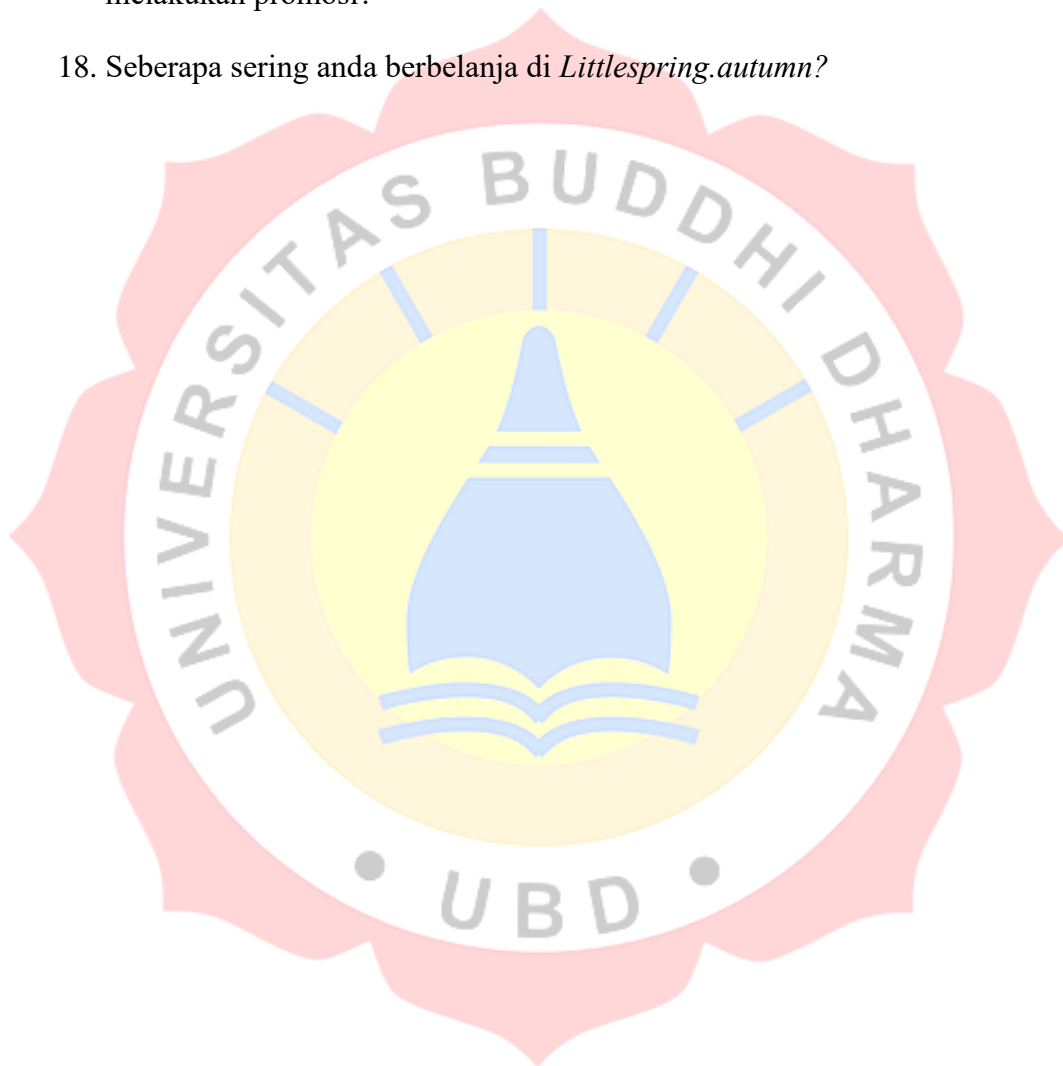 melakukan promosi?
18. Seberapa sering anda berbelanja di Littlespring.autumn?
UNIVERSITAS BUDDHI DHARMA
• UBD •